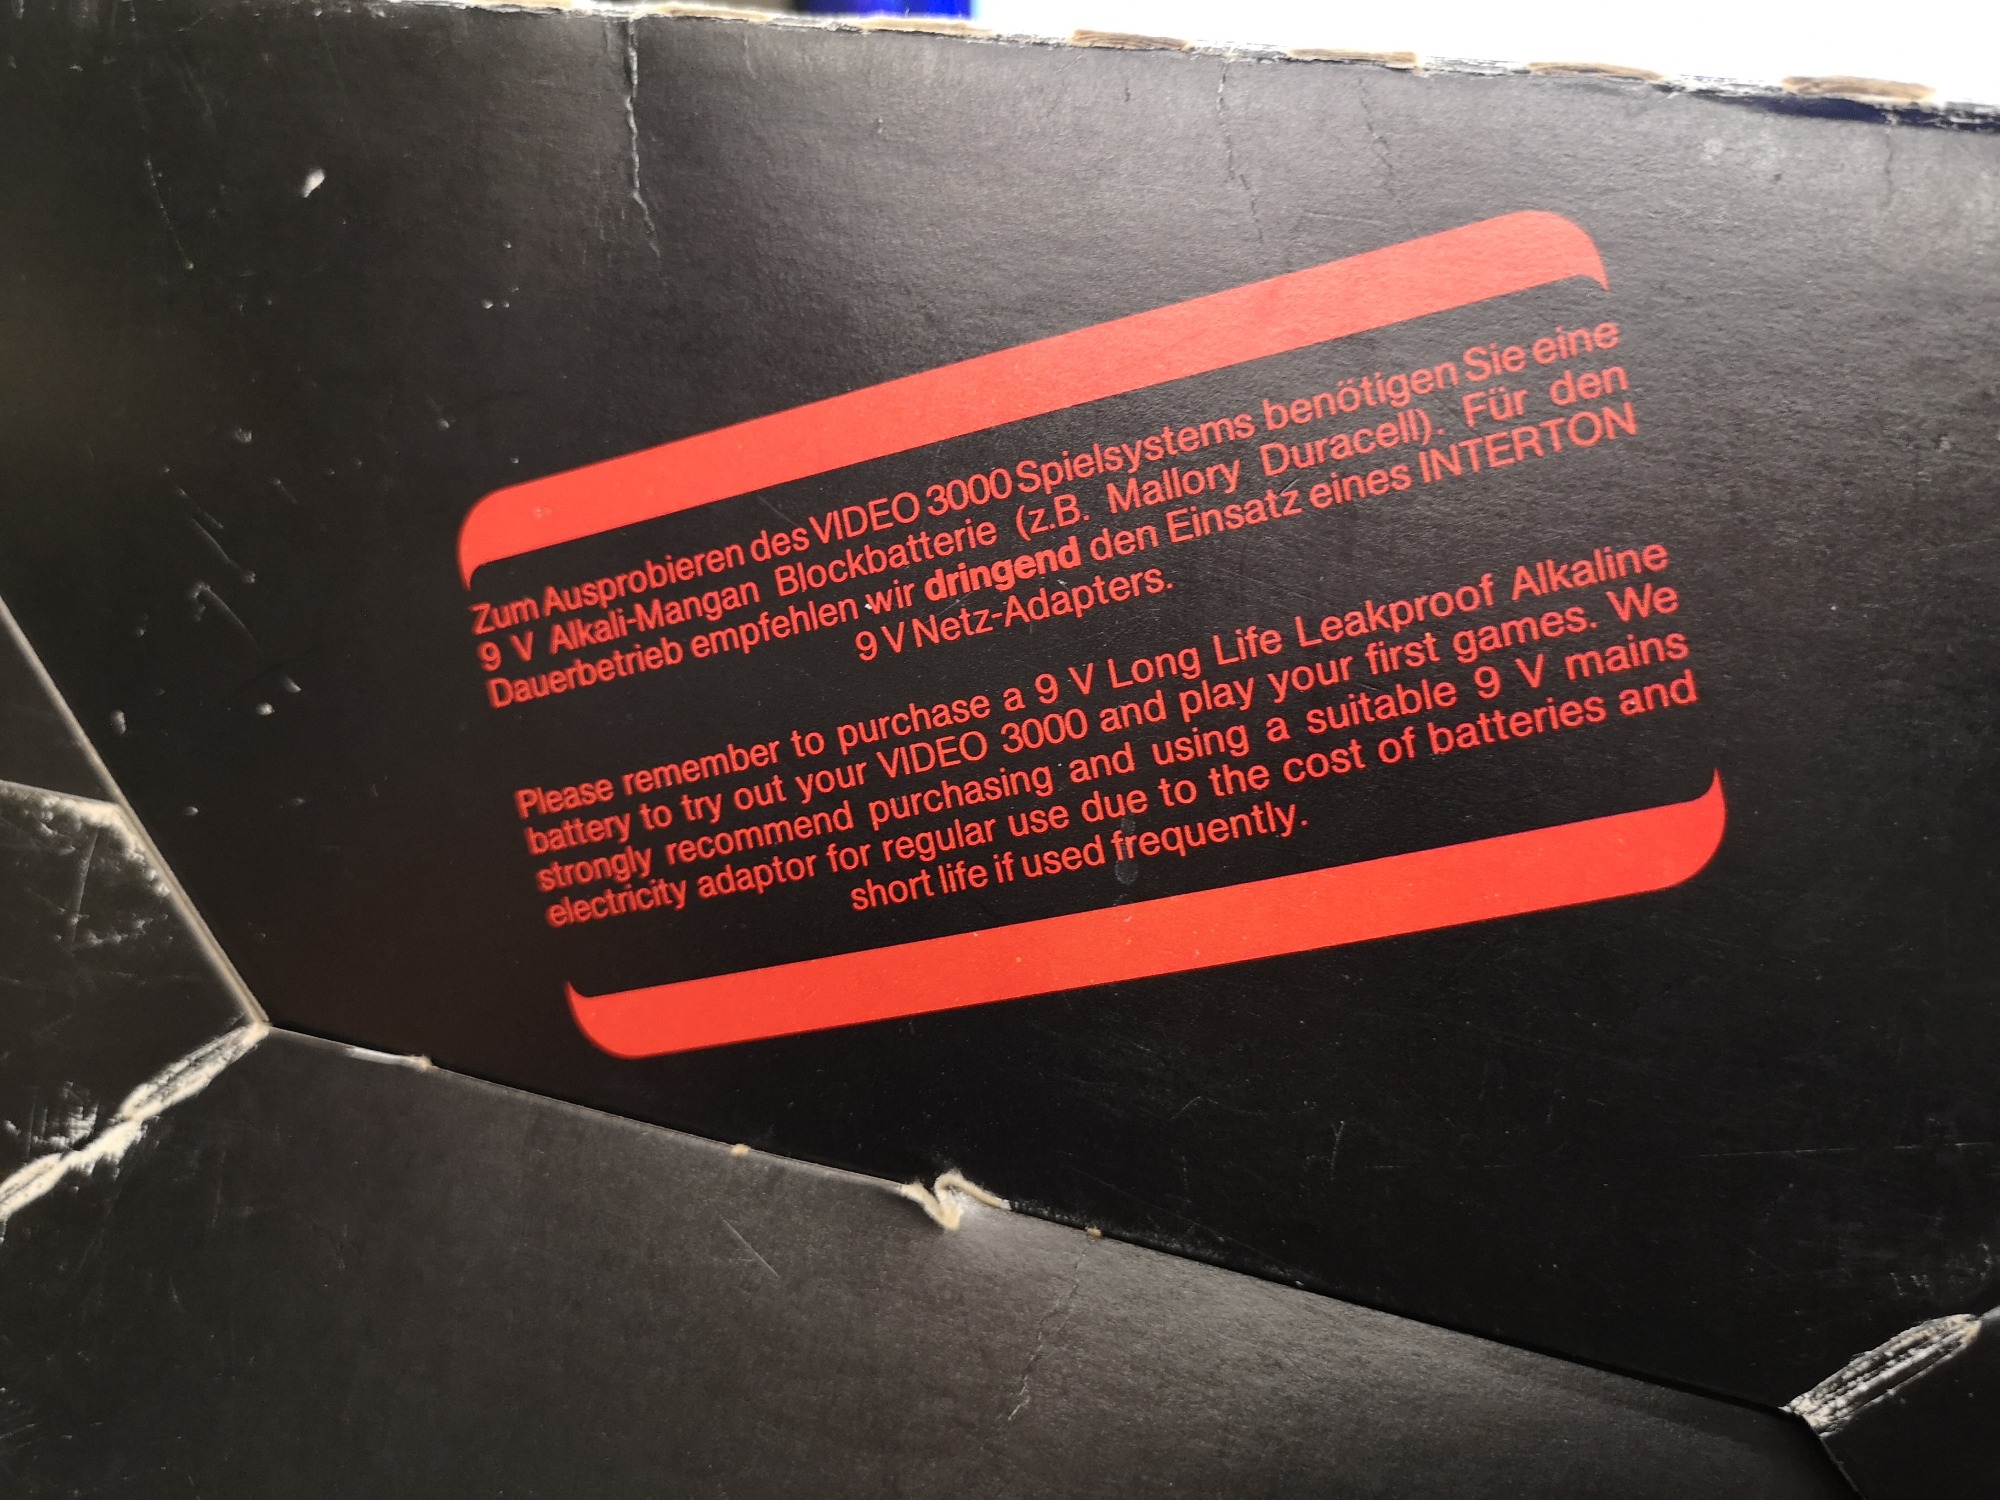 Zum Ausprobieren des VIDEO 3000 Spielsystems benötigen Sie eine
9 V Alkali-Mangan Blockbatterie (z.B. Mallory Duracell). Für den
Dauerbetrieb empfehlen wir dringend den Einsatz eines INTERTON
9 V Netz-Adapters.
Please remember to purchase a 9 V Long Life Leakproof Alkaline
battery to try out your VIDEO 3000 and play your first games. We
strongly recommend purchasing and using a suitable 9 V mains
electricity adaptor for regular use due to the cost of batteries and
short life if used frequently.